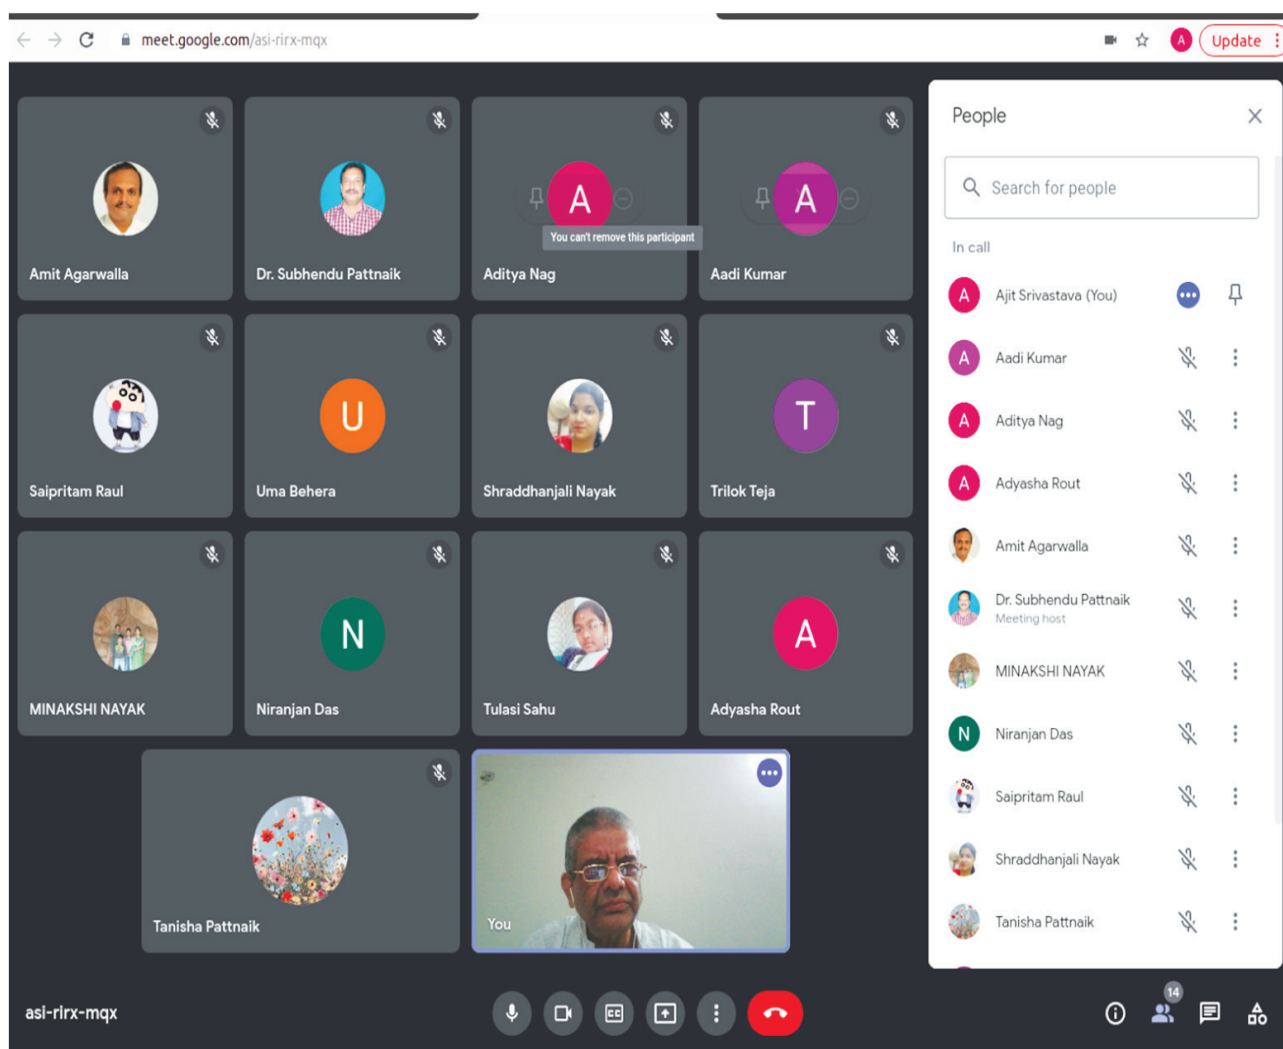 meet.google.com/asi-rirx-mqx
A
Update
Amit Agarwalla
Dr. Subhendu Pattnaik
A
You can't remove this participant
Aditya Nag
A
Aadi Kumar
Saipritam Raul
U
Uma Behera
Shraddhanjali Nayak
T
Trilok Teja
MINAKSHI NAYAK
N
Niranjan Das
Tulasi Sahu
A
Adyasha Rout
Tanisha Pattnaik
You
People
Search for people
In call
A
Ajit Srivastava (You)
A
Aadi Kumar
A
Aditya Nag
A
Adyasha Rout
Amit Agarwalla
Dr. Subhendu Pattnaik
Meeting host
MINAKSHI NAYAK
N
Niranjan Das
Saipritam Raul
Shraddhanjali Nayak
Tanisha Pattnaik
asi-rirx-mqx
CC
14